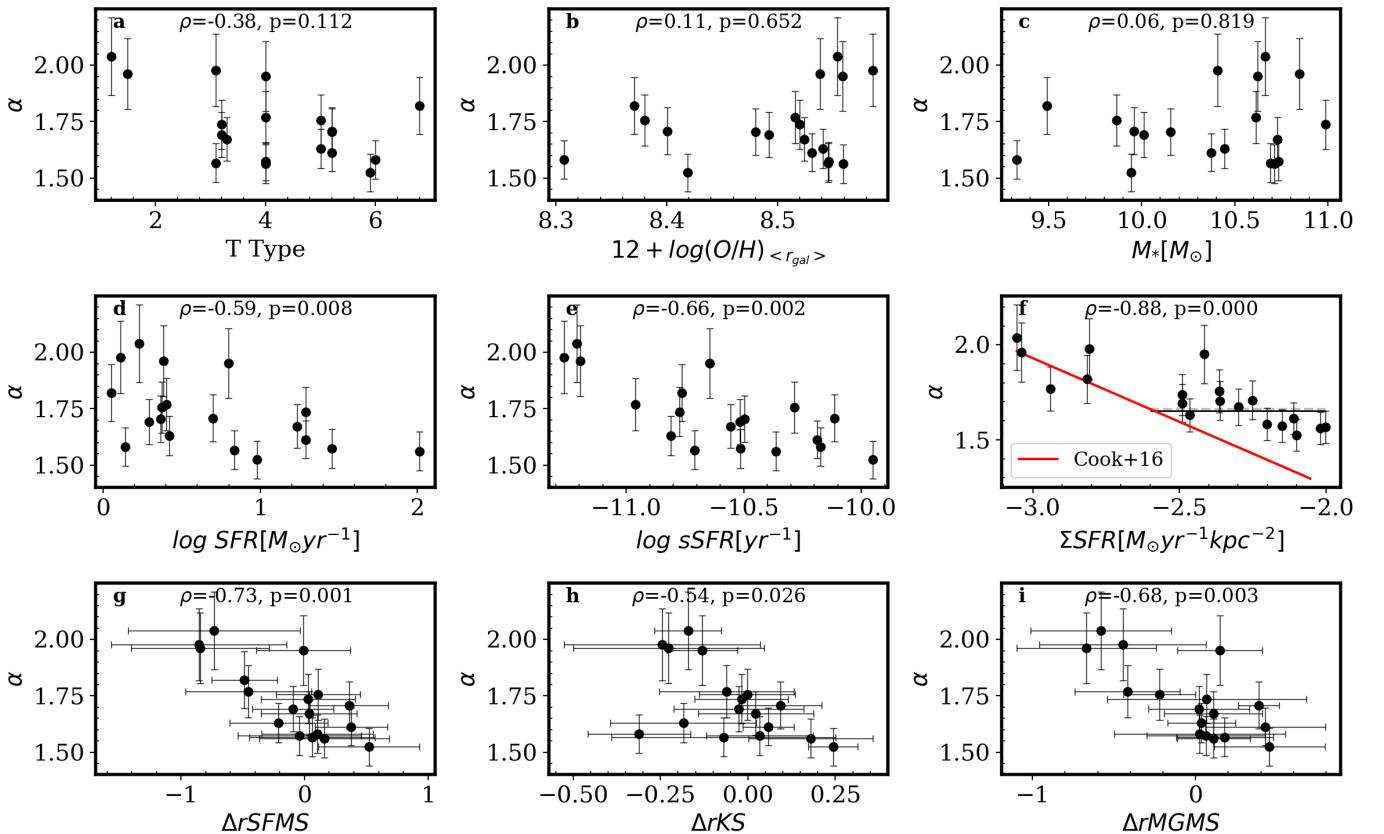 a ρ=-0.38, p=0.112
2.00
1.75
1.50
α
2 4 6
T Type
b ρ=0.11, p=0.652
2.00
1.75
1.50
α
8.3 8.4 8.5
12 + log(O/H)<r_gal>
c ρ=0.06, p=0.819
2.00
1.75
1.50
α
9.5 10.0 10.5 11.0
M*[M⊙]
d ρ=-0.59, p=0.008
2.00
1.75
1.50
α
0 1 2
log SFR[M⊙yr⁻¹]
e ρ=-0.66, p=0.002
2.00
1.75
1.50
α
−11.0 −10.5 −10.0
log sSFR[yr⁻¹]
f ρ=-0.88, p=0.000
2.0
1.5
α
Cook+16
−3.0 −2.5 −2.0
ΣSFR[M⊙yr⁻¹kpc⁻²]
g ρ=-0.73, p=0.001
2.00
1.75
1.50
α
−1 0 1
ΔrSFMS
h ρ=-0.54, p=0.026
2.00
1.75
1.50
α
−0.50 −0.25 0.00 0.25
ΔrKS
i ρ=-0.68, p=0.003
2.00
1.75
1.50
α
−1 0
ΔrMGMS